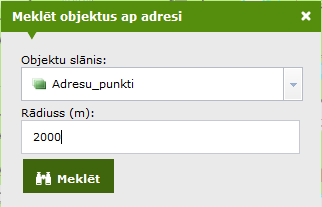 Meklēt objektus ap adresi
Objektu slānis:
Adresu_punkti
Rādiuss (m):
2000
Meklēt